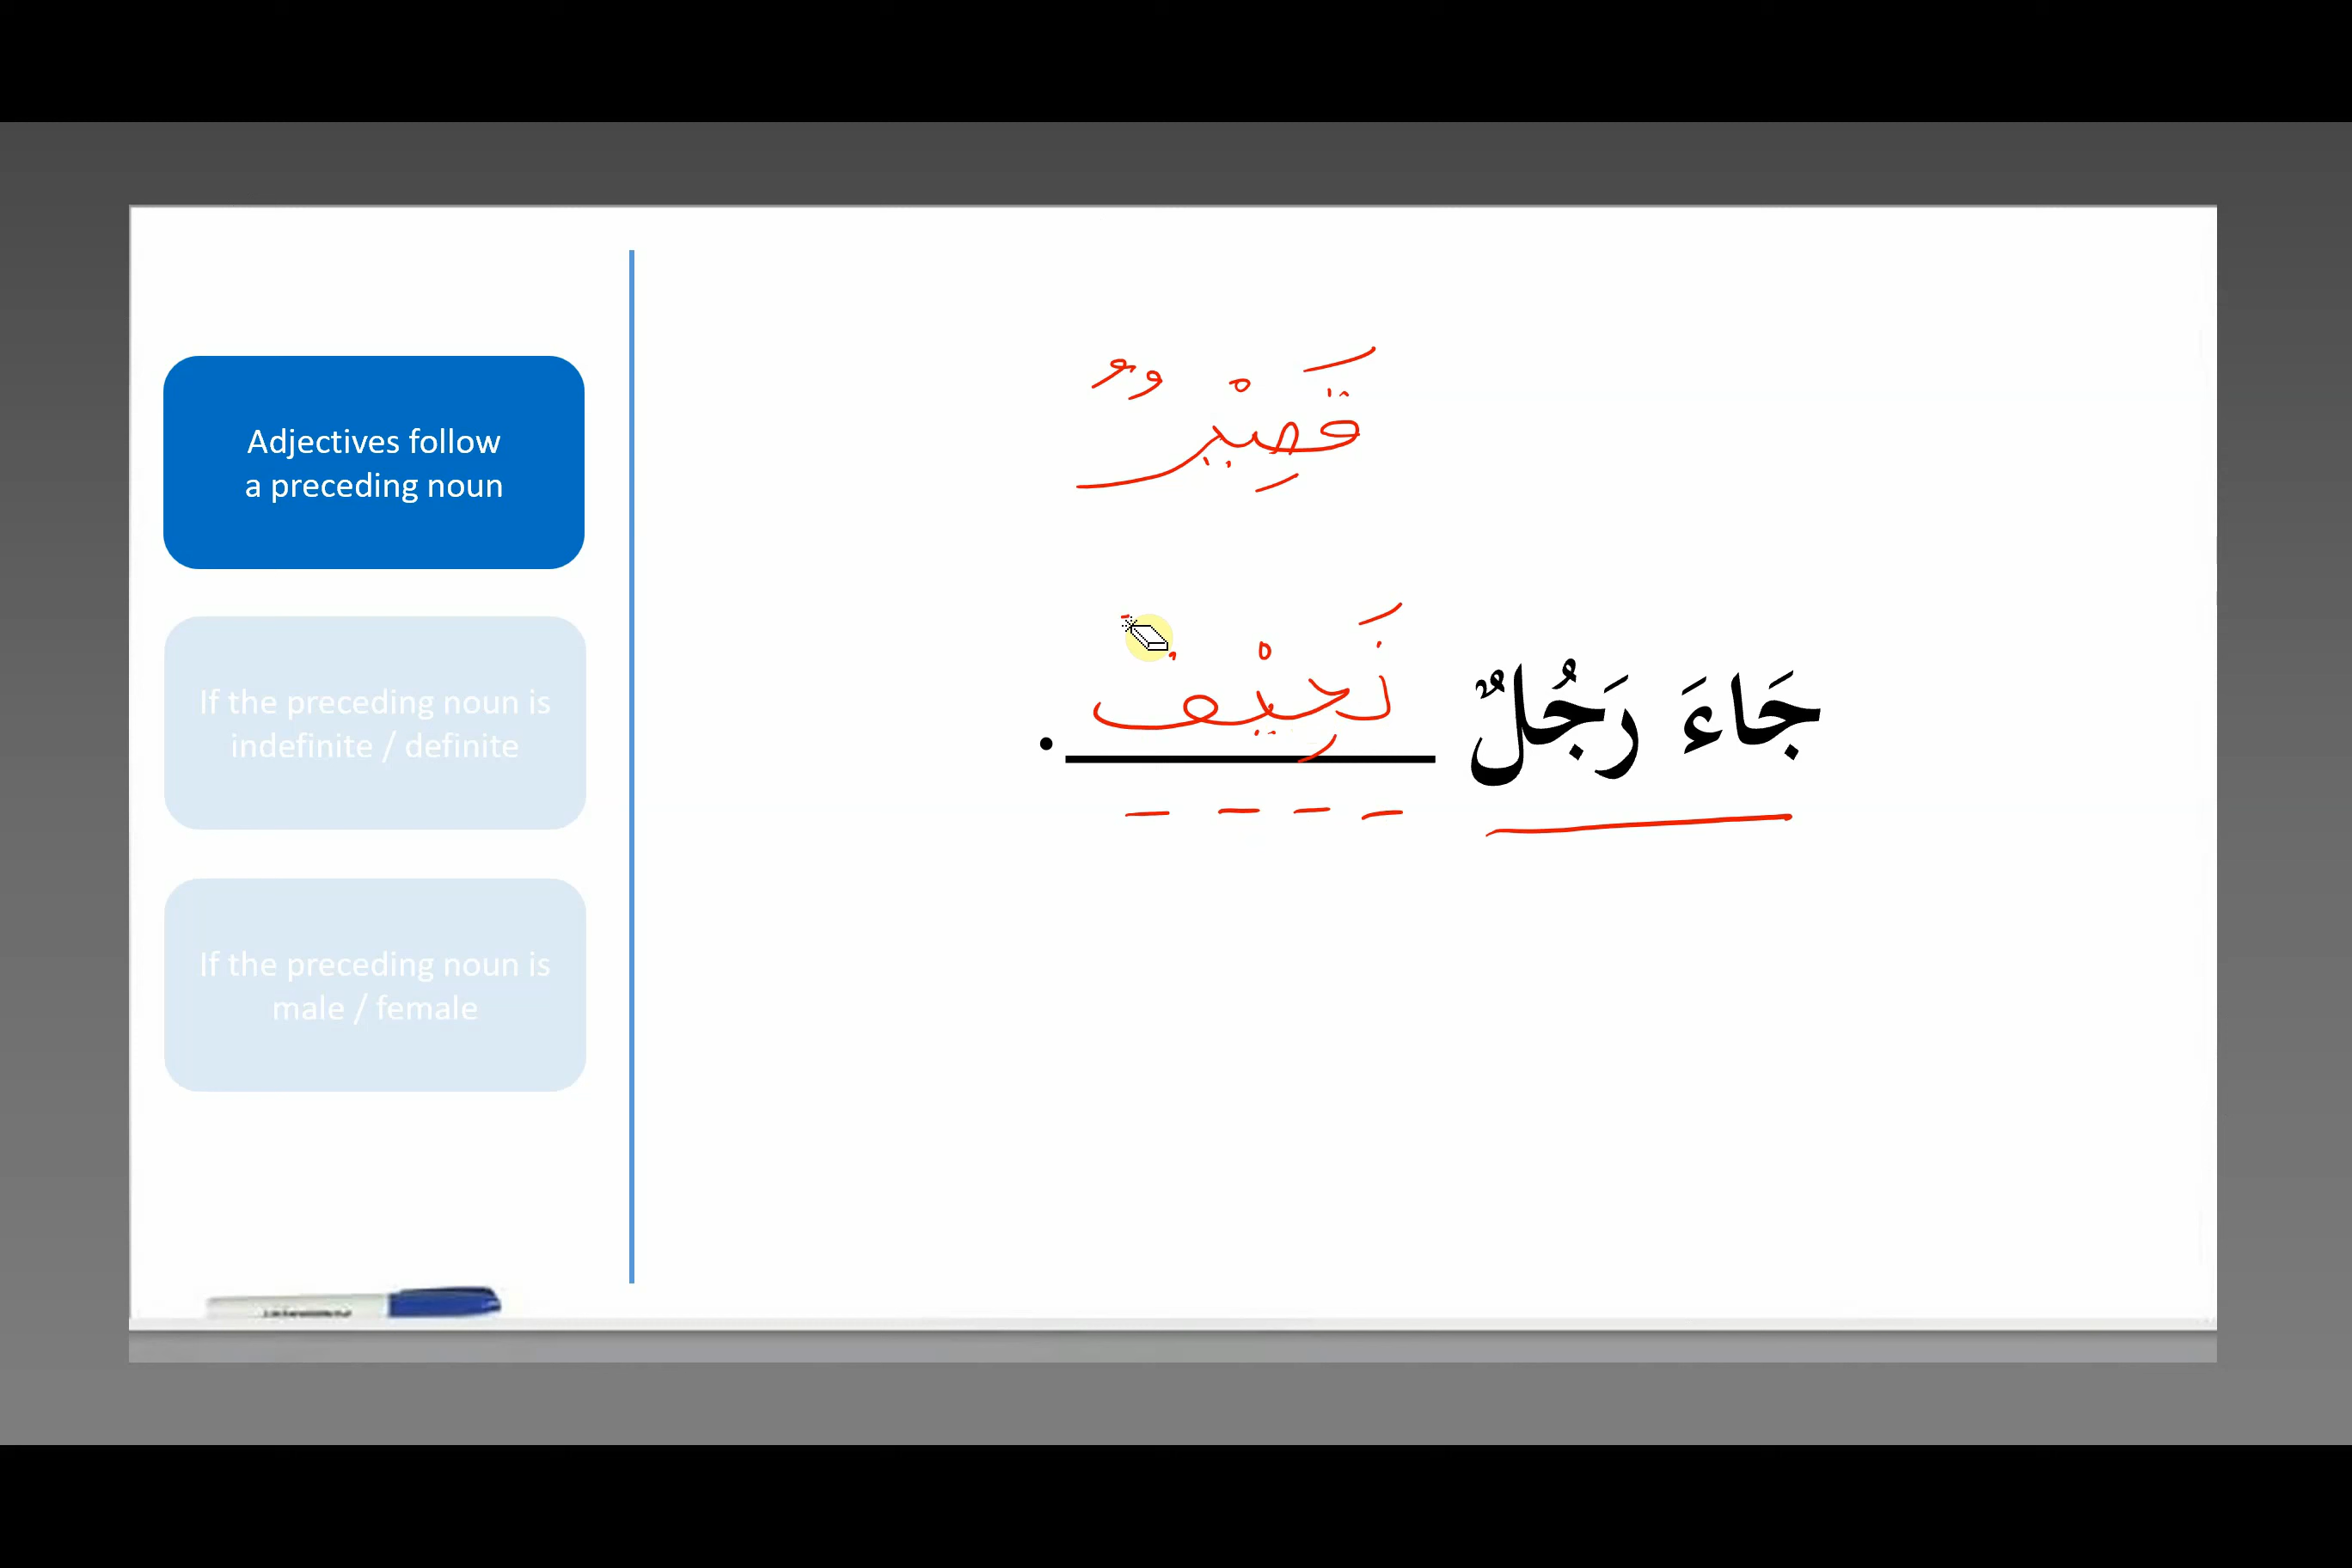 Adjectives follow
a preceding noun
If the preceding noun is
indefinite / definite
If the preceding noun is
male / female
قَصِيْرٌ
جَاءَ رَجُلٌ نَحِيْف.